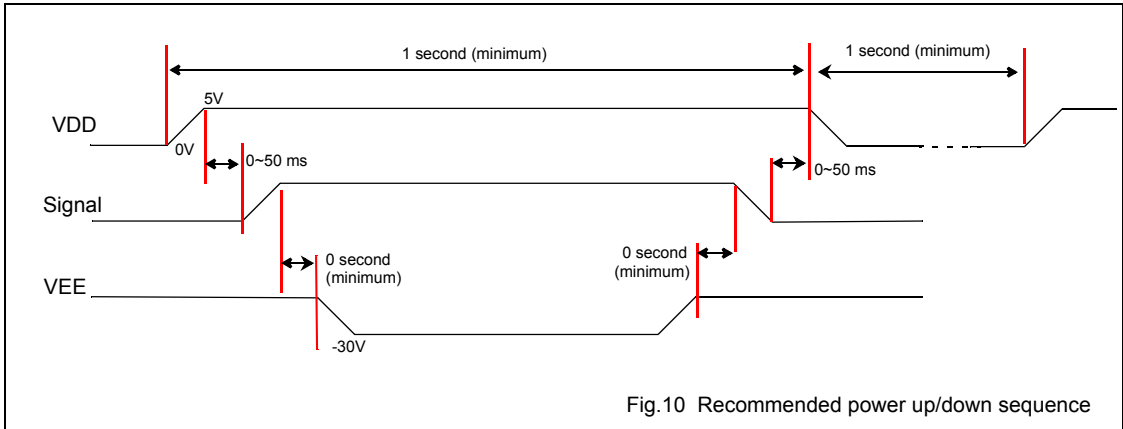 1 second (minimum)
1 second (minimum)
5V
VDD
0V
0~50 ms
0~50 ms
Signal
0 second
(minimum)
0 second
(minimum)
VEE
-30V
Fig.10 Recommended power up/down sequence